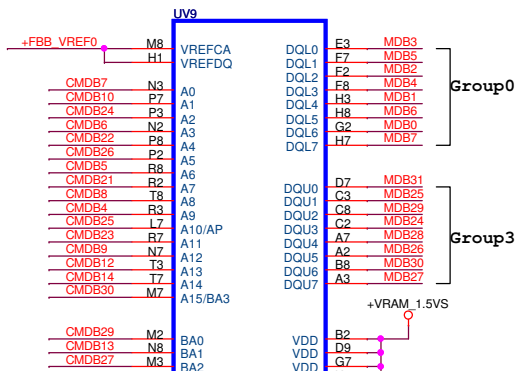 UV9
+FBB_VREF0 M8 VREFCA DQL0 E3 MDB3
H1 VREFDQ DQL1 F7 MDB5
DQL2 F2 MDB2
CMDB7 N3 A0 DQL3 F8 MDB4
CMDB10 P7 A1 DQL4 H3 MDB1
CMDB24 P3 A2 DQL5 H8 MDB6
CMDB6 N2 A3 DQL6 G2 MDB0
CMDB22 P8 A4 DQL7 H7 MDB7
Group0
CMDB26 P2 A5
CMDB5 R8 A6
CMDB21 R2 A7 DQU0 D7 MDB31
CMDB8 T8 A8 DQU1 C3 MDB25
CMDB4 R3 A9 DQU2 C8 MDB29
CMDB25 L7 A10/AP DQU3 C2 MDB24
CMDB23 R7 A11 DQU4 A7 MDB28
CMDB9 N7 A12 DQU5 A2 MDB26
CMDB12 T3 A13 DQU6 B8 MDB30
CMDB14 T7 A14 DQU7 A3 MDB27
Group3
CMDB30 M7 A15/BA3
+VRAM_1.5VS
CMDB29 M2 BA0 VDD B2
CMDB13 N8 BA1 VDD D9
CMDB27 M3 BA2 VDD G7